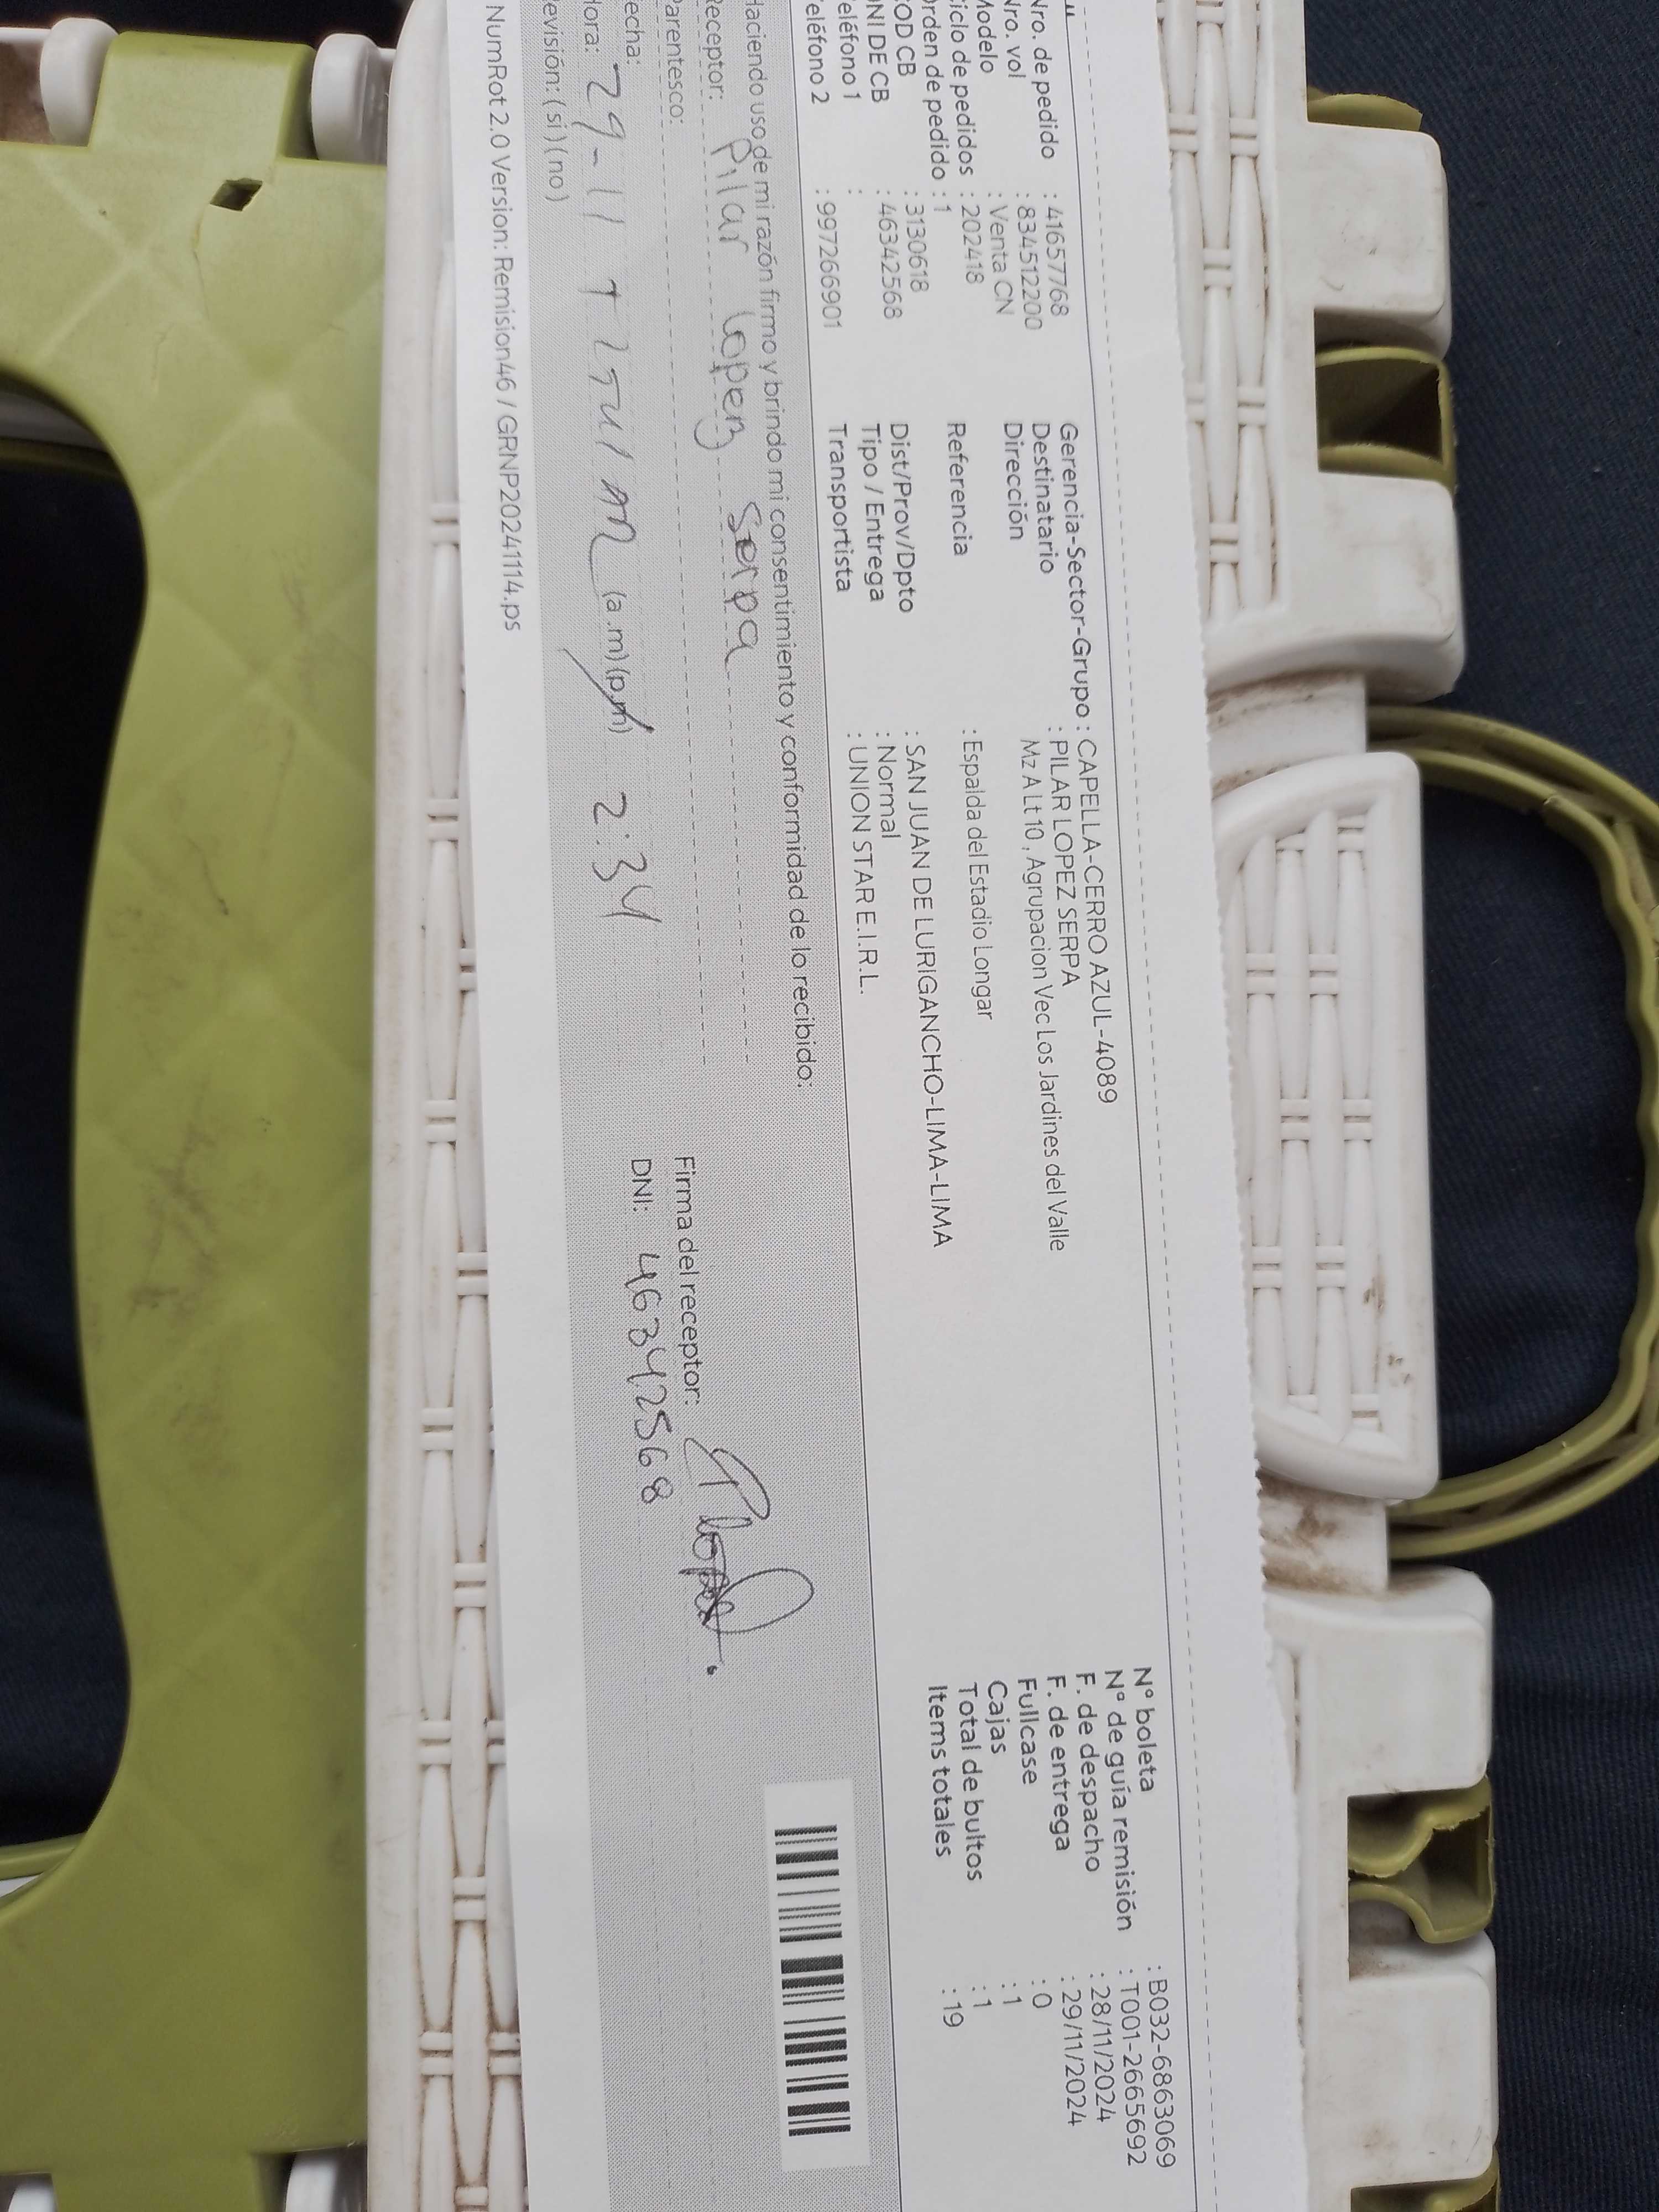 Nro. de pedido : 41657768
Nro. vol : 834512200
Modelo : Venta CN
Ciclo de pedidos : 202418
Orden de pedido : 1
COD CB : 3130618
DNI DE CB : 46342568
Teléfono 1 :
Teléfono 2 : 997266901
Gerencia-Sector-Grupo : CAPELLA-CERRO AZUL-4089
Destinatario : PILAR LOPEZ SERPA
Dirección Mz A Lt 10 , Agrupacion Vec Los Jardines del Valle
Referencia : Espalda del Estadio Longar
Dist/Prov/Dpto : SAN JUAN DE LURIGANCHO-LIMA-LIMA
Tipo / Entrega : Normal
Transportista : UNION STAR E.I.R.L.
N° boleta : B032-6863069
N° de guía remisión : T001-2665692
F. de despacho : 28/11/2024
F. de entrega : 29/11/2024
Fullcase : 0
Cajas : 1
Total de bultos : 1
Items totales : 19
Haciendo uso de mi razón firmo y brindo mi consentimiento y conformidad de lo recibido:
Receptor: Pilar Lopez Serpa
Parentesco:
Fecha: 29-11
Hora: (a.m)(p.m) 2:34
Revisión: (si)(no)
Firma del receptor:
DNI: 46342568
NumRot 2.0 Version: Remision46 / GRNP20241114.ps